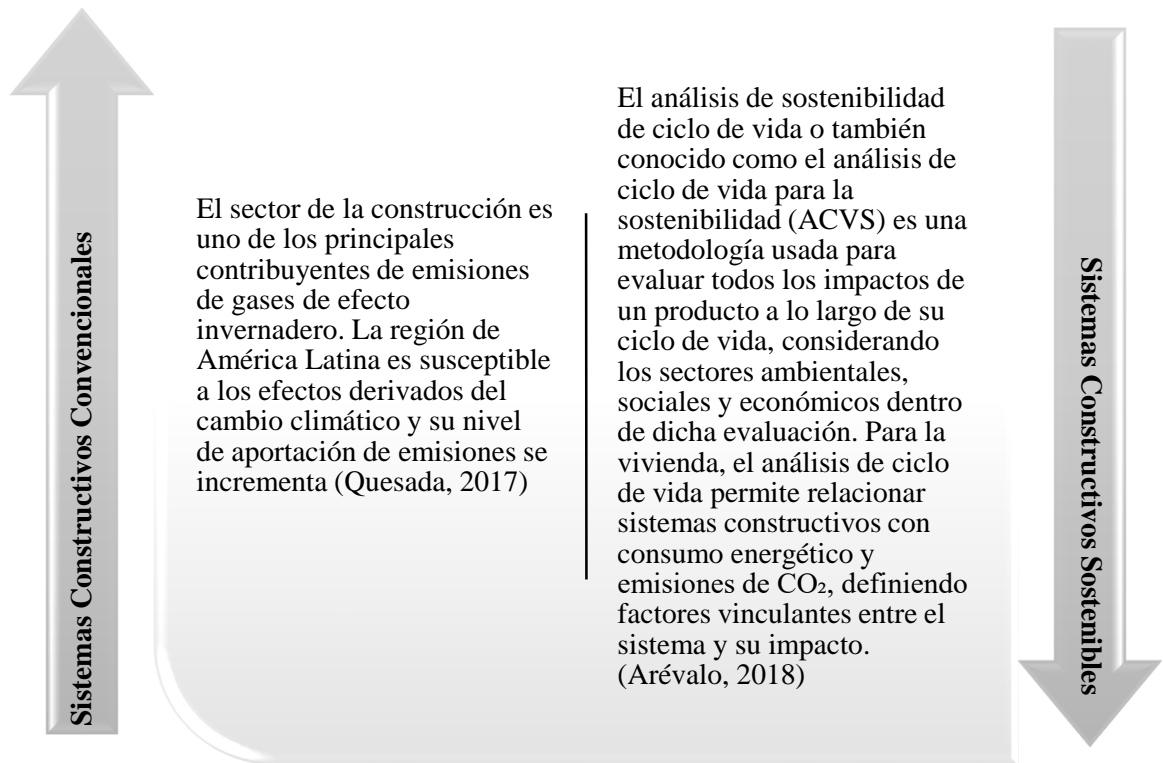 Sistemas Constructivos Convencionales
El sector de la construcción es
uno de los principales
contribuyentes de emisiones
de gases de efecto
invernadero. La región de
América Latina es susceptible
a los efectos derivados del
cambio climático y su nivel
de aportación de emisiones se
incrementa (Quesada, 2017)
El análisis de sostenibilidad
de ciclo de vida o también
conocido como el análisis de
ciclo de vida para la
sostenibilidad (ACVS) es una
metodología usada para
evaluar todos los impactos de
un producto a lo largo de su
ciclo de vida, considerando
los sectores ambientales,
sociales y económicos dentro
de dicha evaluación. Para la
vivienda, el análisis de ciclo
de vida permite relacionar
sistemas constructivos con
consumo energético y
emisiones de CO₂, definiendo
factores vinculantes entre el
sistema y su impacto.
(Arévalo, 2018)
Sistemas Constructivos Sostenibles